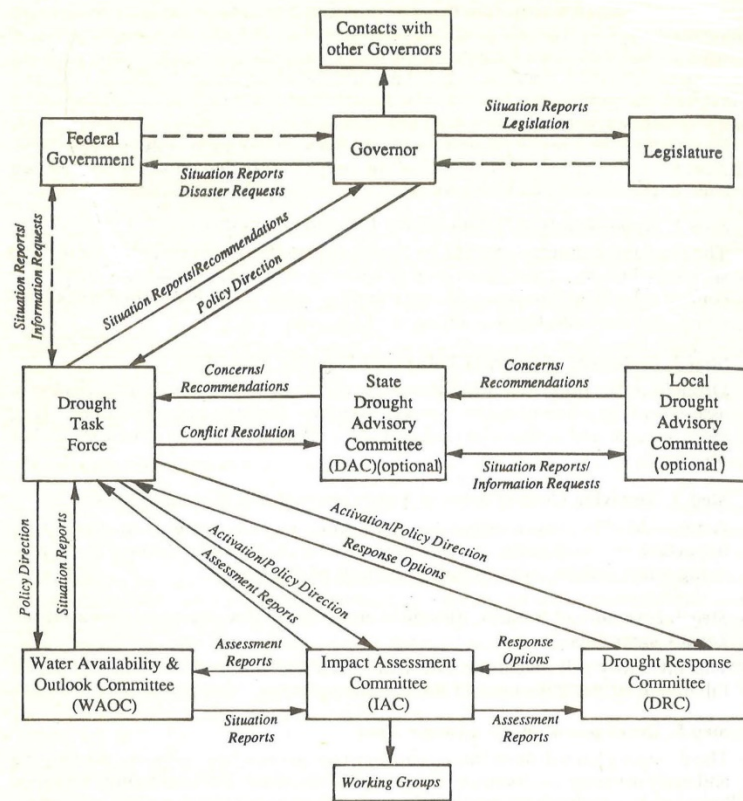 Contacts with
other Governors
Federal
Government
Situation Reports
Legislation
Governor
Legislature
Situation Reports
Disaster Requests
Situation Reports/
Information Requests
Situation Reports/Recommendations
Policy Direction
Drought
Task
Force
Concerns/
Recommendations
Conflict Resolution
State
Drought
Advisory
Committee
(DAC)(optional)
Concerns/
Recommendations
Situation Reports/
Information Requests
Local
Drought
Advisory
Committee
(optional)
Policy Direction
Situation Reports
Activation/Policy Direction
Assessment Reports
Activation/Policy Direction
Response Options
Water Availability &
Outlook Committee
(WAOC)
Assessment
Reports
Situation
Reports
Impact Assessment
Committee
(IAC)
Response
Options
Assessment
Reports
Drought Response
Committee
(DRC)
Working Groups